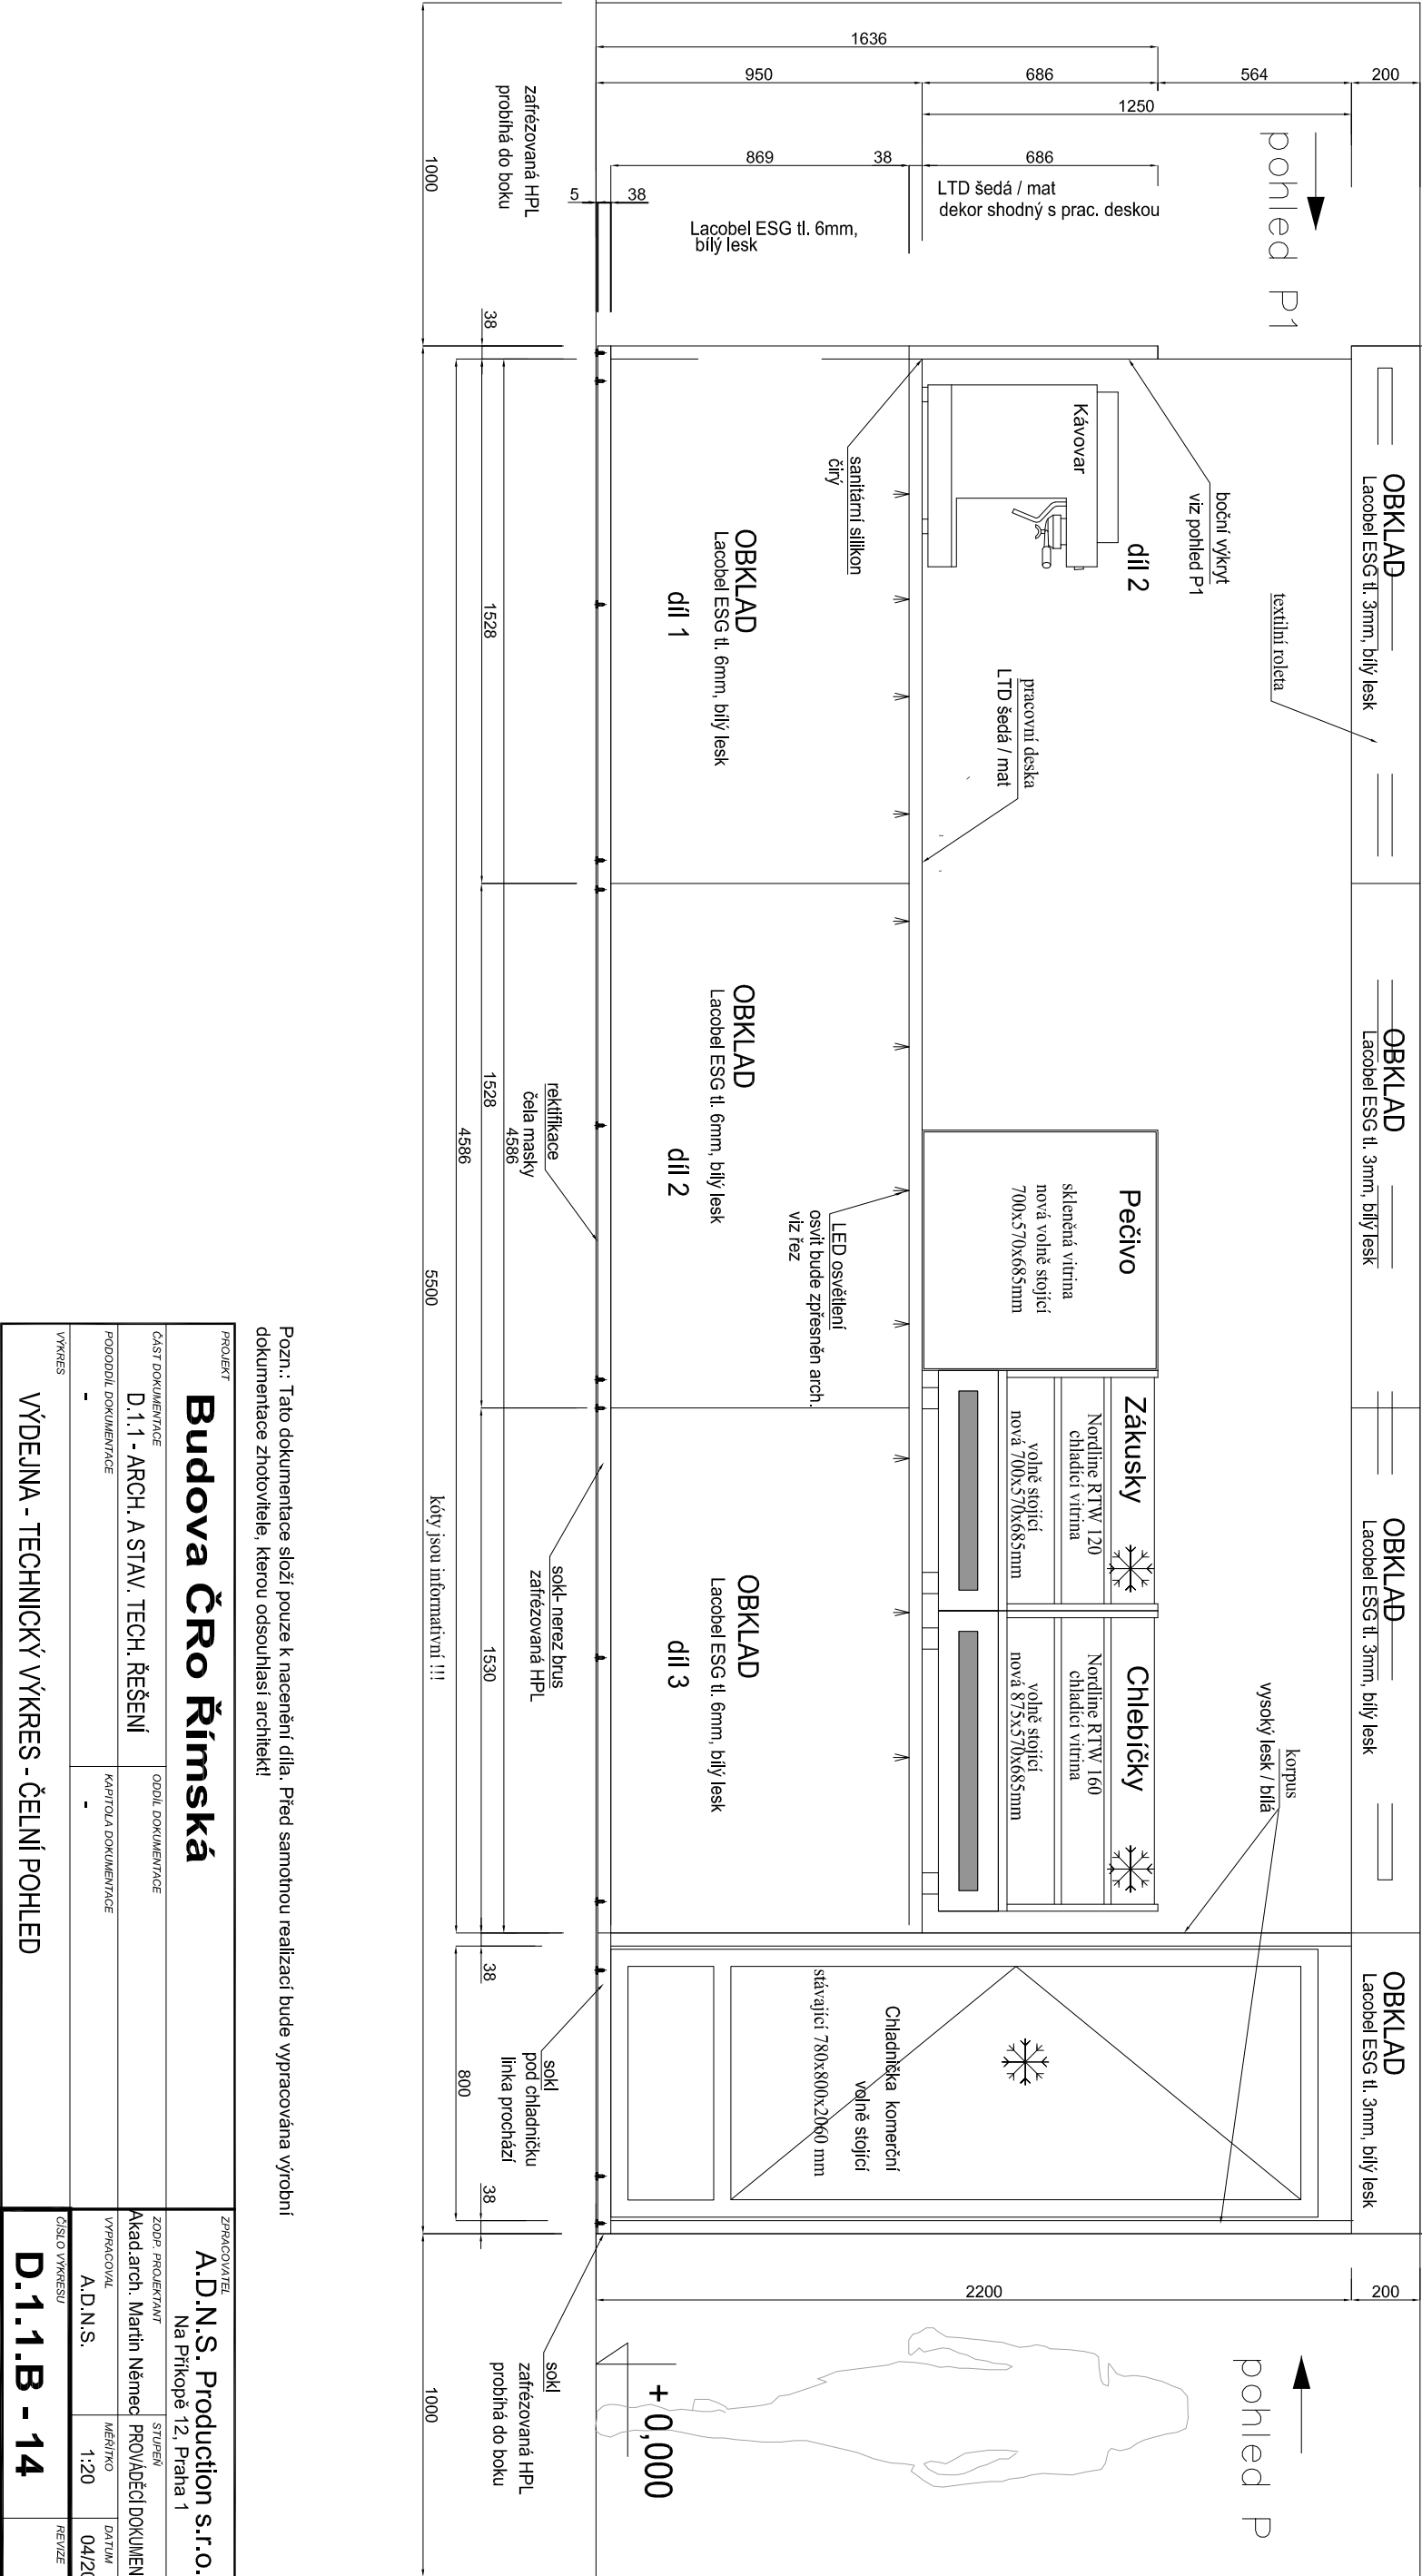 1636
950
686
564
200
1250
869
38
686
5
38
pohled P1
LTD šedá / mat
dekor shodný s prac. deskou
Lacobel ESG tl. 6mm,
bílý lesk
zafrézovaná HPL
probíhá do boku
1000
38
OBKLAD
Lacobel ESG tl. 3mm, bílý lesk
OBKLAD
Lacobel ESG tl. 3mm, bílý lesk
OBKLAD
Lacobel ESG tl. 3mm, bílý lesk
OBKLAD
Lacobel ESG tl. 3mm, bílý lesk
textilní roleta
boční výkryt
viz pohled P1
díl 2
Kávovar
sanitární silikon
čirý
pracovní deska
LTD šedá / mat
Pečivo
skleněná vitrina
nová volně stojící
700x570x685mm
Zákusky
Nordline RTW 120
chladící vitrina
volně stojící
nová 700x570x685mm
Chlebíčky
Nordline RTW 160
chladící vitrina
volně stojící
nová 875x570x685mm
korpus
vysoký lesk / bílá
OBKLAD
Lacobel ESG tl. 6mm, bílý lesk
díl 1
OBKLAD
Lacobel ESG tl. 6mm, bílý lesk
díl 2
OBKLAD
Lacobel ESG tl. 6mm, bílý lesk
díl 3
LED osvětlení
osvit bude zpřesněn arch.
viz řez
Chladnička komerční
volně stojící
stávající 780x800x2060 mm
rektifikace
čela masky
sokl- nerez brus
zafrézovaná HPL
sokl
pod chladničku
linka prochází
sokl
zafrézovaná HPL
probíhá do boku
1528
1528
1530
4586
4586
38
800
38
5500
1000
kóty jsou informativní !!!
2200
200
pohled P
+ 0,000
Pozn.: Tato dokumentace složí pouze k nacenění díla. Před samotnou realizací bude vypracována výrobní
dokumentace zhotovitele, kterou odsouhlasí architekt!
PROJEKT
Budova ČRo Římská
ČÁST DOKUMENTACE
D.1.1 - ARCH. A STAV. TECH. ŘEŠENÍ
ODDÍL DOKUMENTACE
PODODDÍL DOKUMENTACE
-
KAPITOLA DOKUMENTACE
-
VÝKRES
VÝDEJNA - TECHNICKÝ VÝKRES - ČELNÍ POHLED
ZPRACOVATEL
A.D.N.S. Production s.r.o.
Na Příkopě 12, Praha 1
ZODP. PROJEKTANT
Akad.arch. Martin Němec
STUPEŇ
PROVÁDĚCÍ DOKUMEN
VYPRACOVAL
A.D.N.S.
MĚŘÍTKO
1:20
DATUM
04/20
ČÍSLO VÝKRESU
D.1.1.B - 14
REVIZE